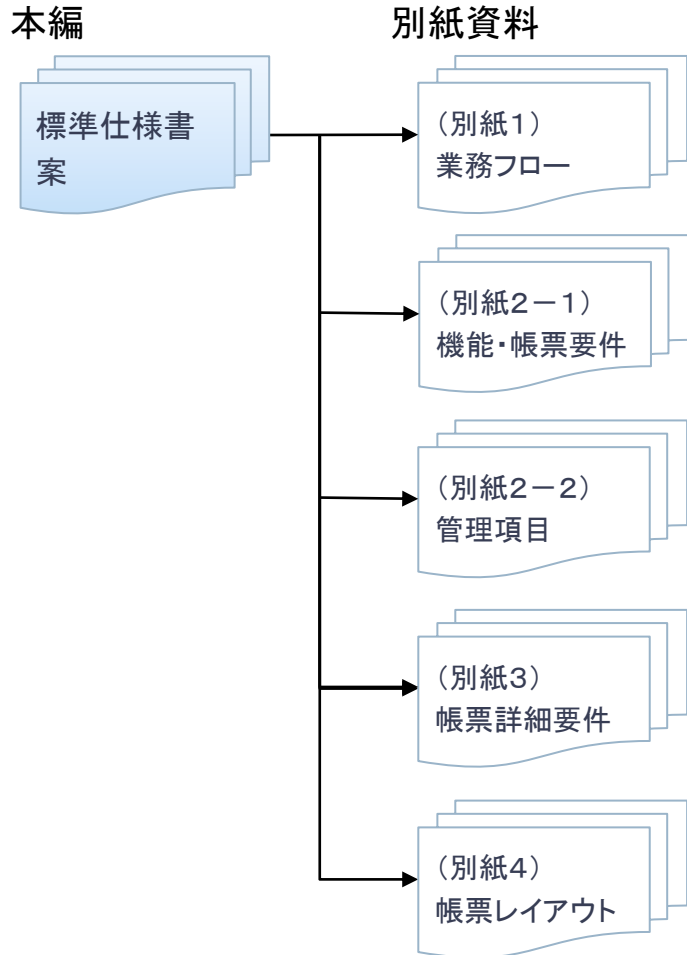 本編
別紙資料
標準仕様書
案
（別紙１）
業務フロー
（別紙２－１）
機能・帳票要件
（別紙２－２）
管理項目
（別紙３）
帳票詳細要件
（別紙４）
帳票レイアウト